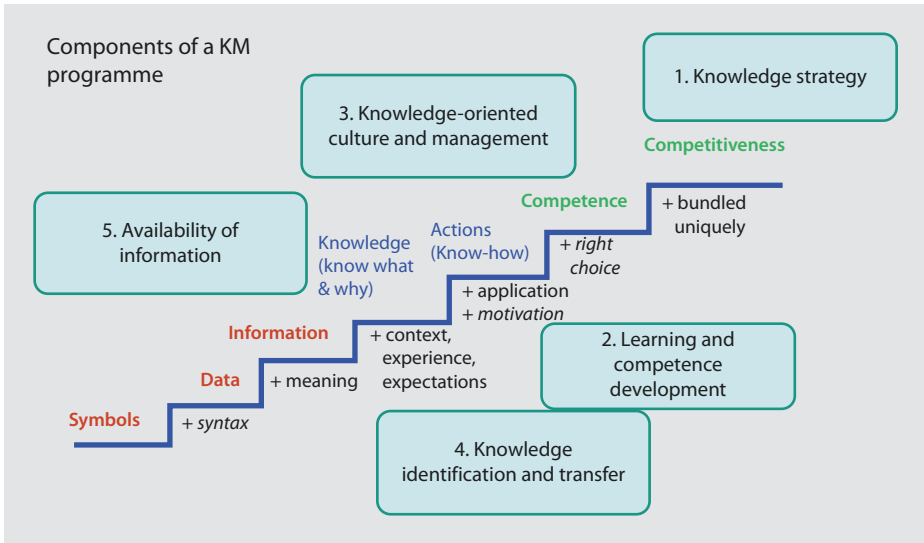 Components of a KM
programme
1. Knowledge strategy
3. Knowledge-oriented
culture and management
Competitiveness
+ bundled
uniquely
Competence
+ right
choice
5. Availability of
information
Knowledge
(know what
& why)
Actions
(Know-how)
+ application
+ motivation
Information
+ context,
experience,
expectations
2. Learning and
competence
development
Data
+ meaning
Symbols
+ syntax
4. Knowledge
identification and transfer